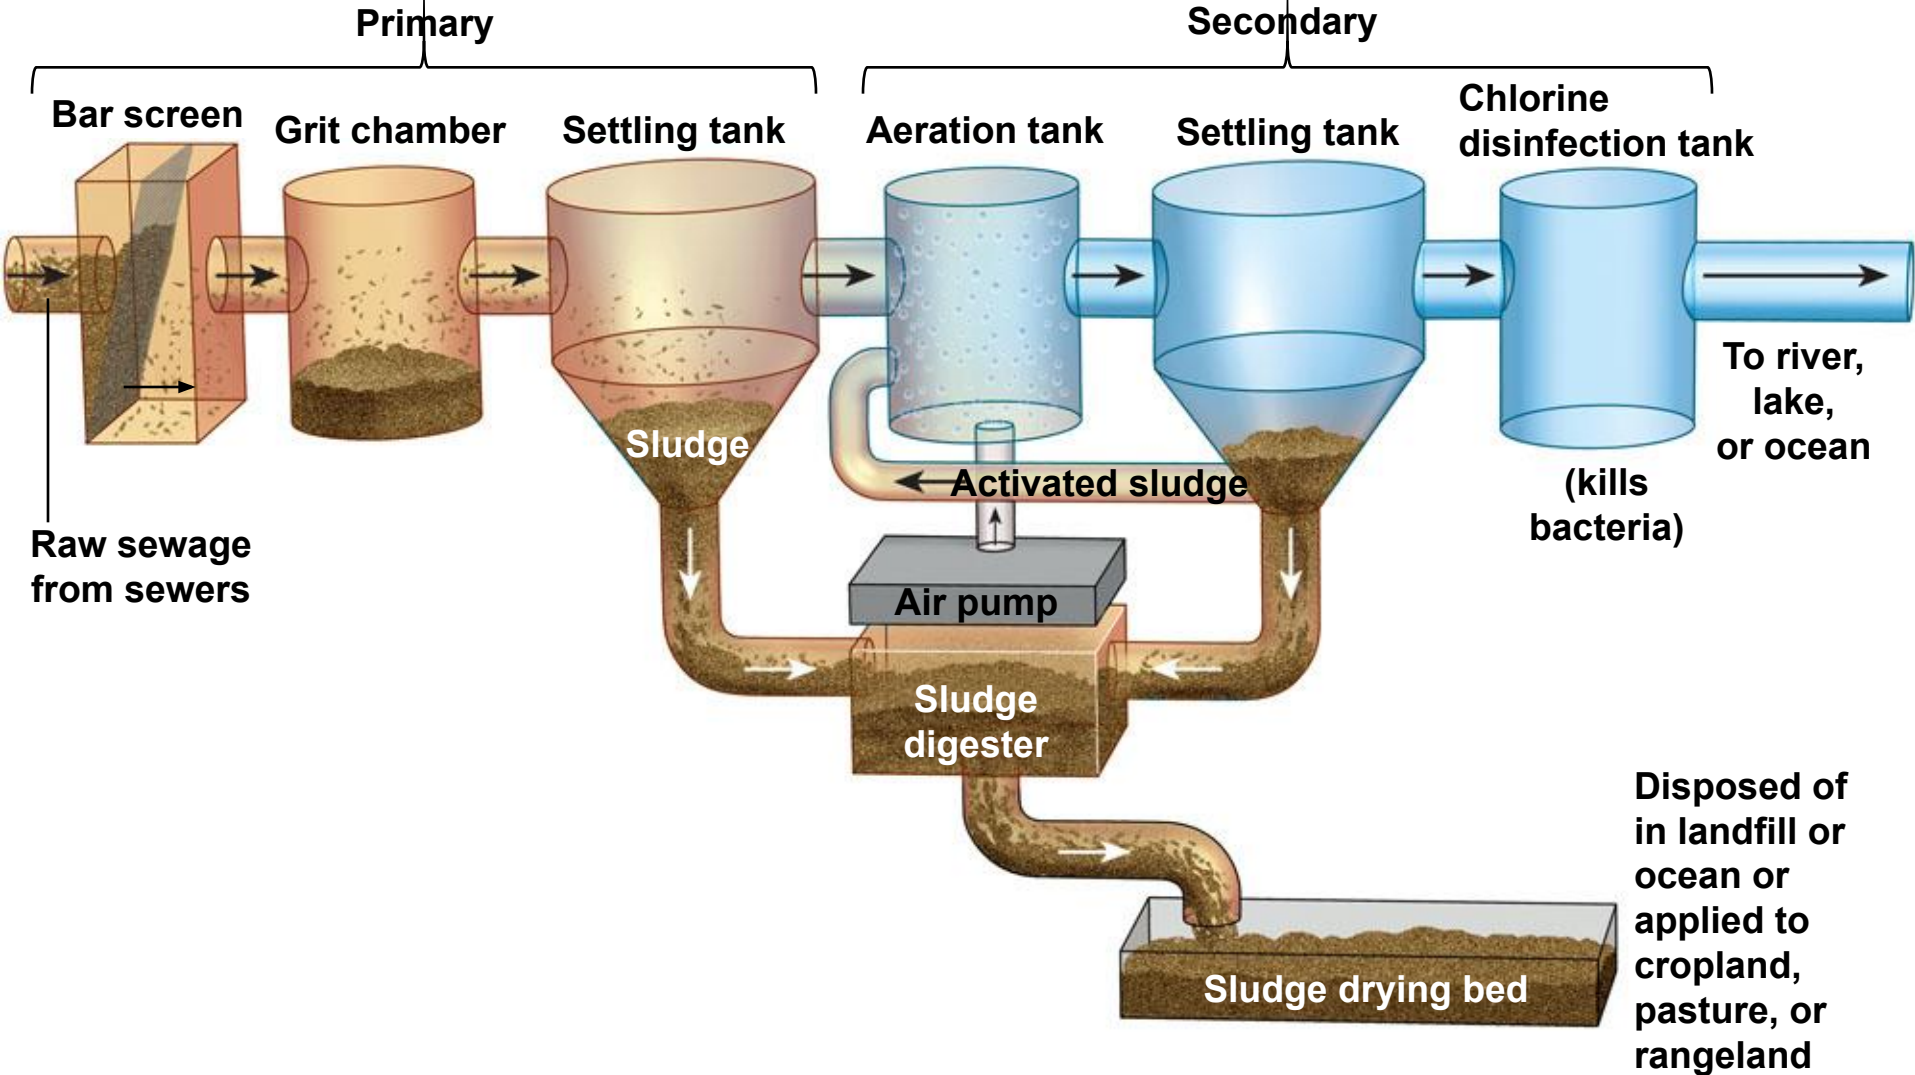 Primary
Secondary
Bar screen
Grit chamber
Settling tank
Aeration tank
Settling tank
Chlorine
disinfection tank
Sludge
Activated sludge
To river,
lake,
or ocean
(kills
bacteria)
Raw sewage
from sewers
Air pump
Sludge
digester
Sludge drying bed
Disposed of
in landfill or
ocean or
applied to
cropland,
pasture, or
rangeland